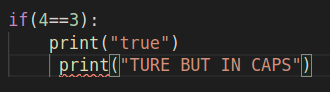 if(4==3):
    print("true")
     print("TURE BUT IN CAPS")